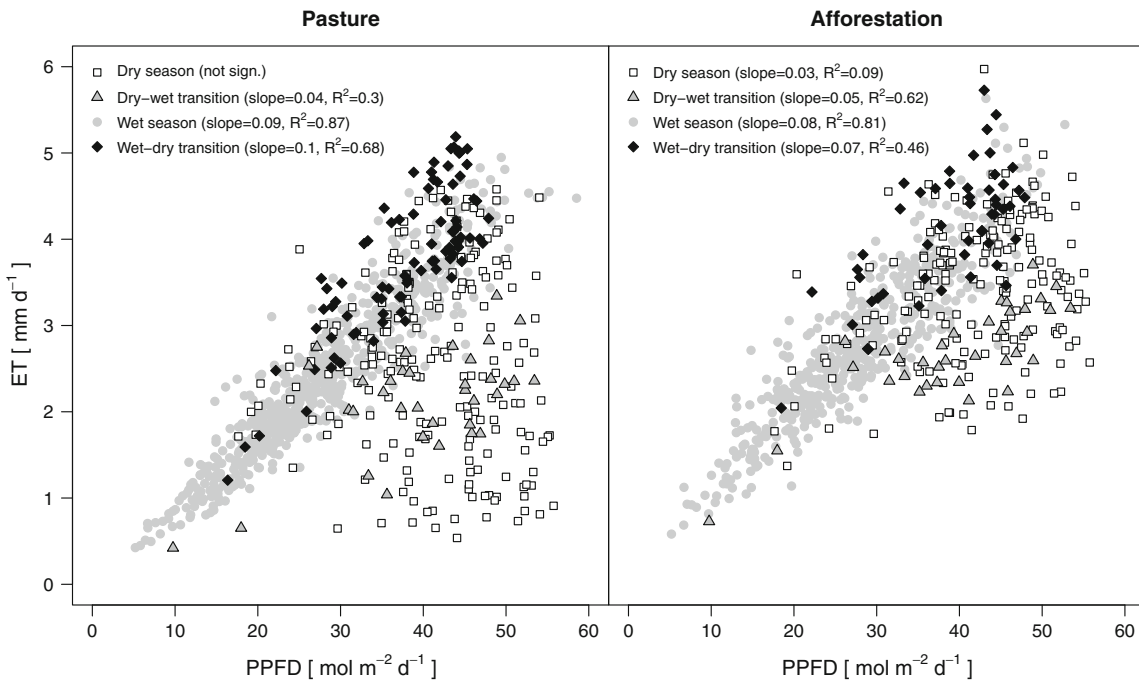 Pasture
Afforestation
Dry season (not sign.)
Dry−wet transition (slope=0.04, R²=0.3)
Wet season (slope=0.09, R²=0.87)
Wet−dry transition (slope=0.1, R²=0.68)
Dry season (slope=0.03, R²=0.09)
Dry−wet transition (slope=0.05, R²=0.62)
Wet season (slope=0.08, R²=0.81)
Wet−dry transition (slope=0.07, R²=0.46)
ET [ mm d⁻¹ ]
6
5
4
3
2
1
0
0 10 20 30 40 50 60
0 10 20 30 40 50 60
PPFD [ mol m⁻² d⁻¹ ]
PPFD [ mol m⁻² d⁻¹ ]